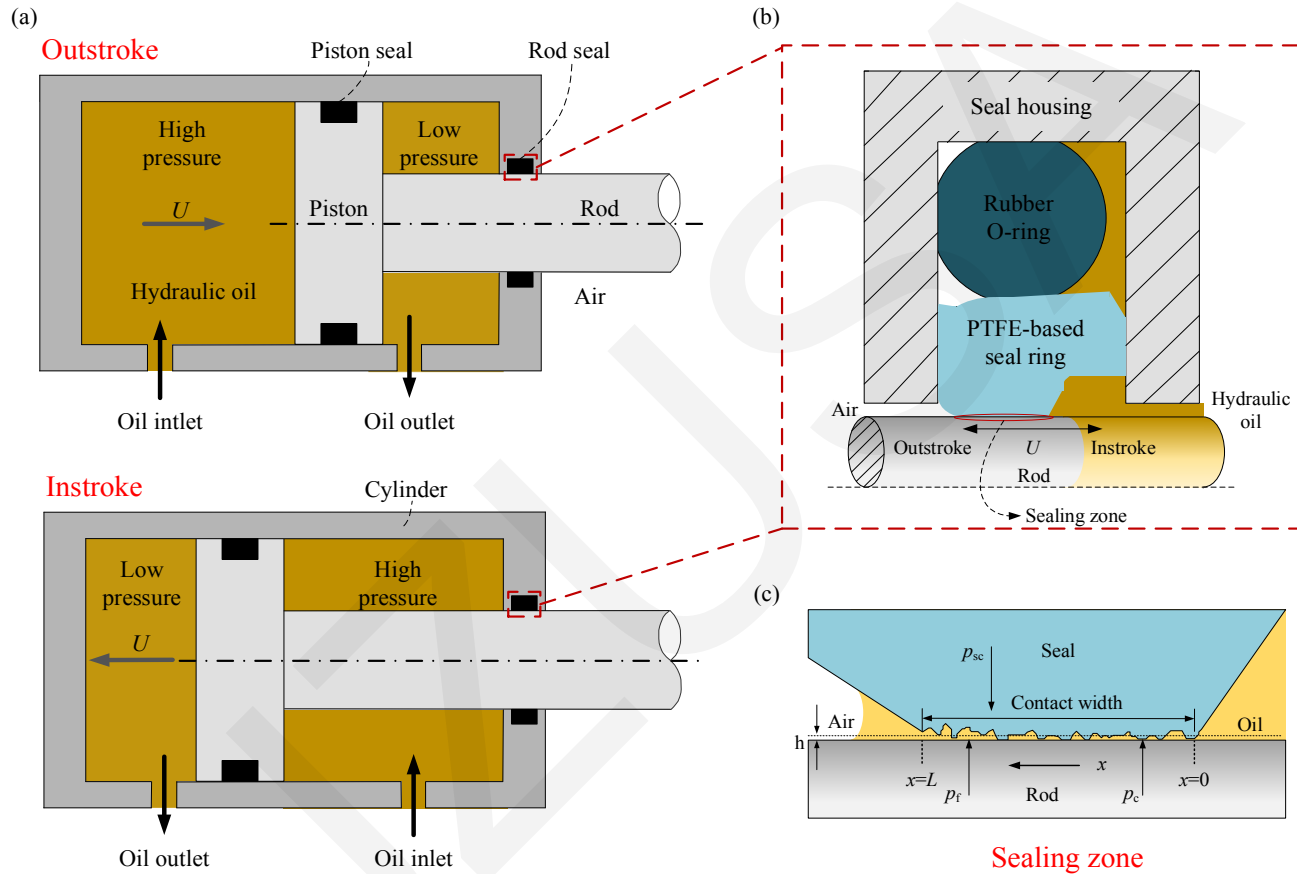 (a)
Outstroke
Piston seal
Rod seal
High
pressure
Low
pressure
U
Piston
Rod
Hydraulic oil
Air
Oil intlet
Oil outlet
Instroke
Cylinder
Low
pressure
High
pressure
U
Oil outlet
Oil inlet
(b)
Seal housing
Rubber
O-ring
PTFE-based
seal ring
Air
Hydraulic
oil
Outstroke
U
Instroke
Rod
Sealing zone
(c)
psc
Seal
Contact width
Air
Oil
h
x=L
x
x=0
pf
Rod
pc
Sealing zone